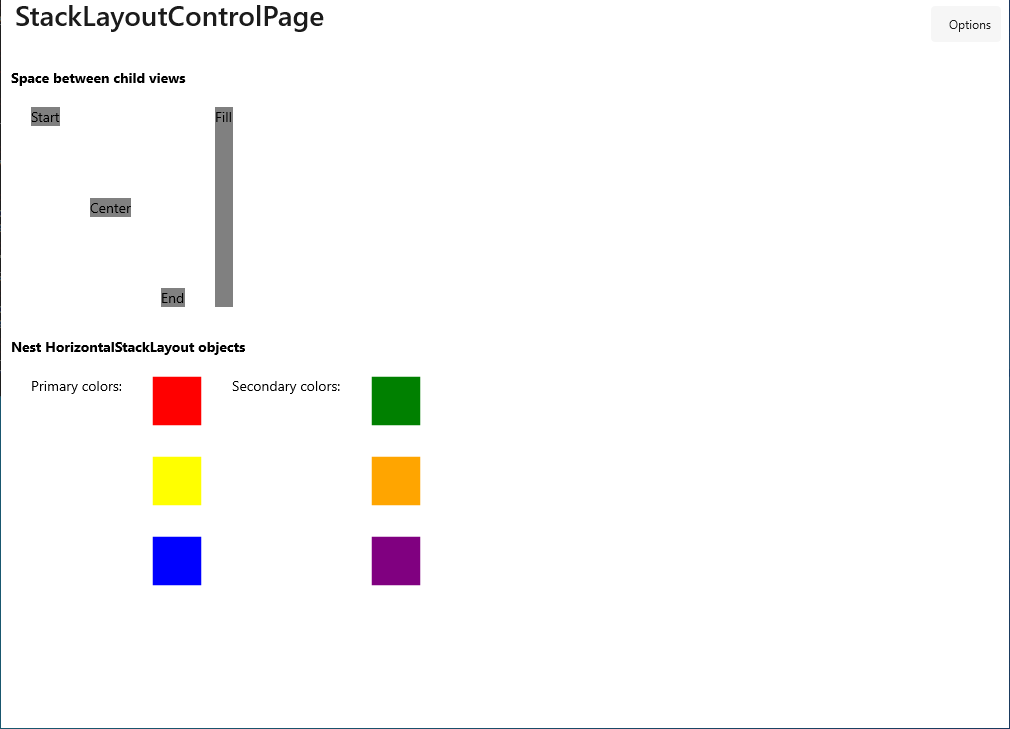 StackLayoutControlPage
Options
Space between child views
Start
Fill
Center
End
Nest HorizontalStackLayout objects
Primary colors:
Secondary colors: